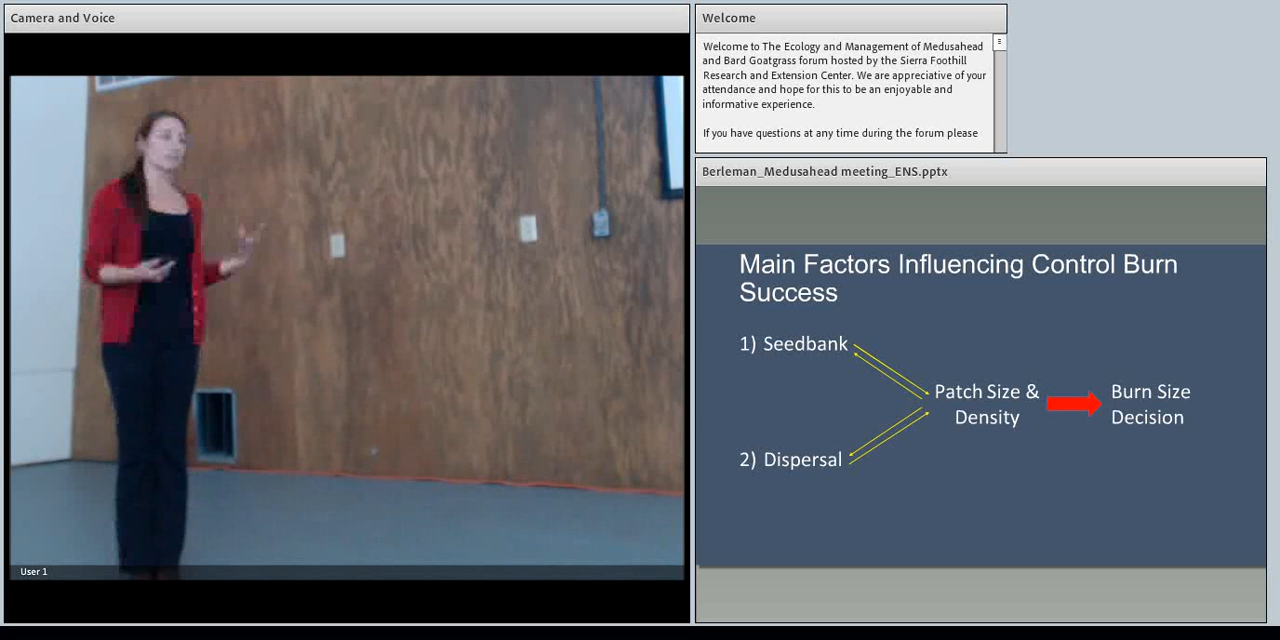 Camera and Voice
User 1
Welcome
Welcome to The Ecology and Management of Medusahead
and Bard Goatgrass forum hosted by the Sierra Foothill
Research and Extension Center. We are appreciative of your
attendance and hope for this to be an enjoyable and
informative experience.
If you have questions at any time during the forum please
Berleman_Medusahead meeting_ENS.pptx
Main Factors Influencing Control Burn
Success
1) Seedbank
Patch Size &
Density
Burn Size
Decision
2) Dispersal